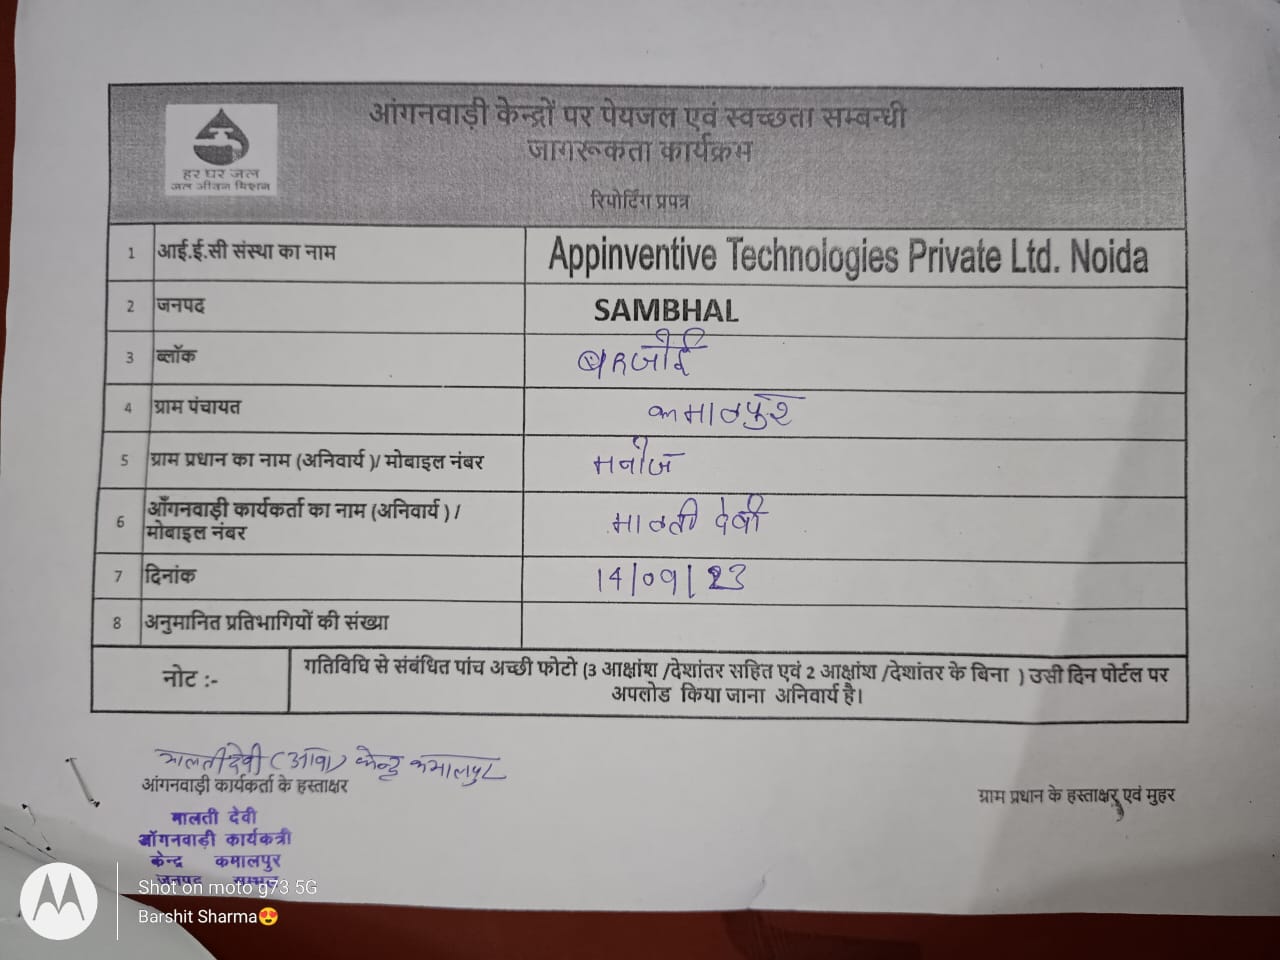 आंगनवाड़ी केन्द्रों पर पेयजल एवं स्वच्छता सम्बन्धी
जागरूकता कार्यक्रम
रिपोर्टिंग प्रपत्र
हर घर जल
जल जीवन मिशन
1 आई.ई.सी संस्था का नाम Appinventive Technologies Private Ltd. Noida
2 जनपद SAMBHAL
3 ब्लॉक
4 ग्राम पंचायत कमालपुर
5 ग्राम प्रधान का नाम (अनिवार्य )/ मोबाइल नंबर मनोज
6 आँगनवाड़ी कार्यकर्ता का नाम (अनिवार्य ) /
मोबाइल नंबर मालती देवी
7 दिनांक 14/09/23
8 अनुमानित प्रतिभागियों की संख्या
नोट :- गतिविधि से संबंधित पांच अच्छी फोटो (3 आक्षांश /देशांतर सहित एवं 2 आक्षांश /देशांतर के बिना ) उसी दिन पोर्टल पर
अपलोड किया जाना अनिवार्य है।
मालती देवी केन्द्र कमालपुर
आंगनवाड़ी कार्यकर्ता के हस्ताक्षर
ग्राम प्रधान के हस्ताक्षर एवं मुहर
मालती देवी
आँगनवाड़ी कार्यकत्री
केन्द्र कमालपुर
जनपद सम्भल
Shot on moto g73 5G
Barshit Sharma😍